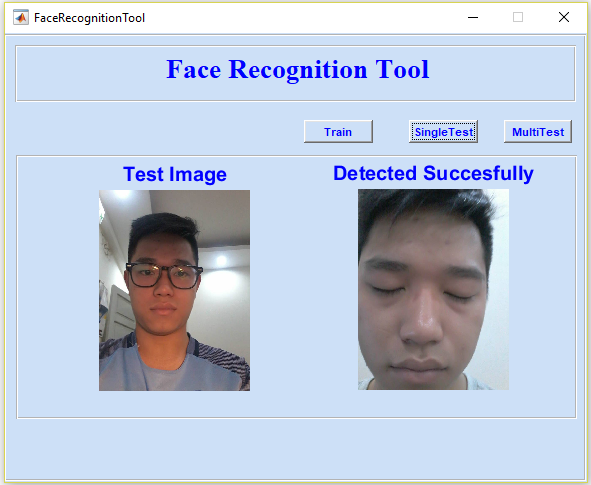 FaceRecognitionTool
Face Recognition Tool
Train SingleTest MultiTest
Test Image
Detected Succesfully